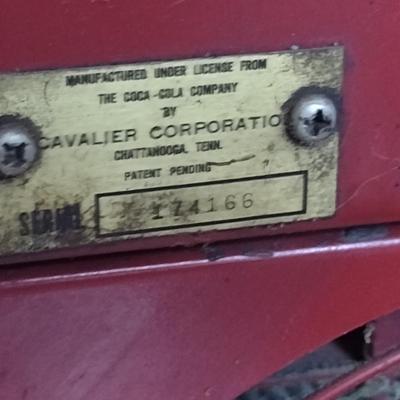 MANUFACTURED UNDER LICENSE FROM
THE COCA-COLA COMPANY
BY
CAVALIER CORPORATIO
CHATTANOOGA, TENN.
PATENT PENDING
SERIAL 174166